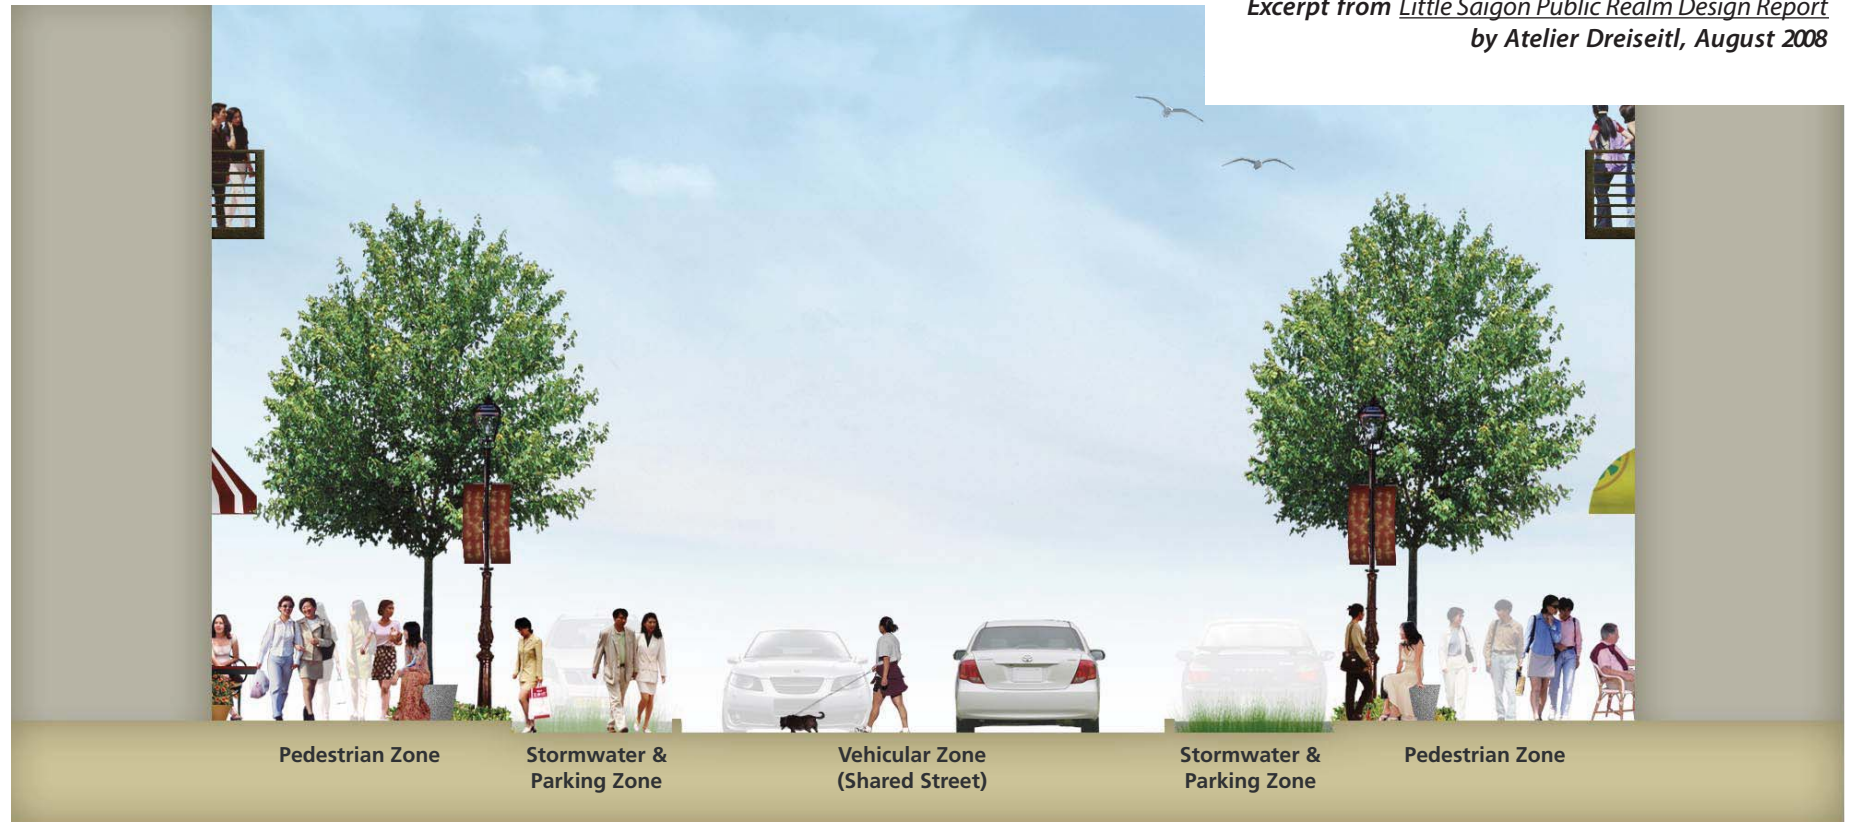 Excerpt from Little Saigon Public Realm Design Report
by Atelier Dreiseitl, August 2008
Pedestrian Zone
Stormwater &
Parking Zone
Vehicular Zone
(Shared Street)
Stormwater &
Parking Zone
Pedestrian Zone